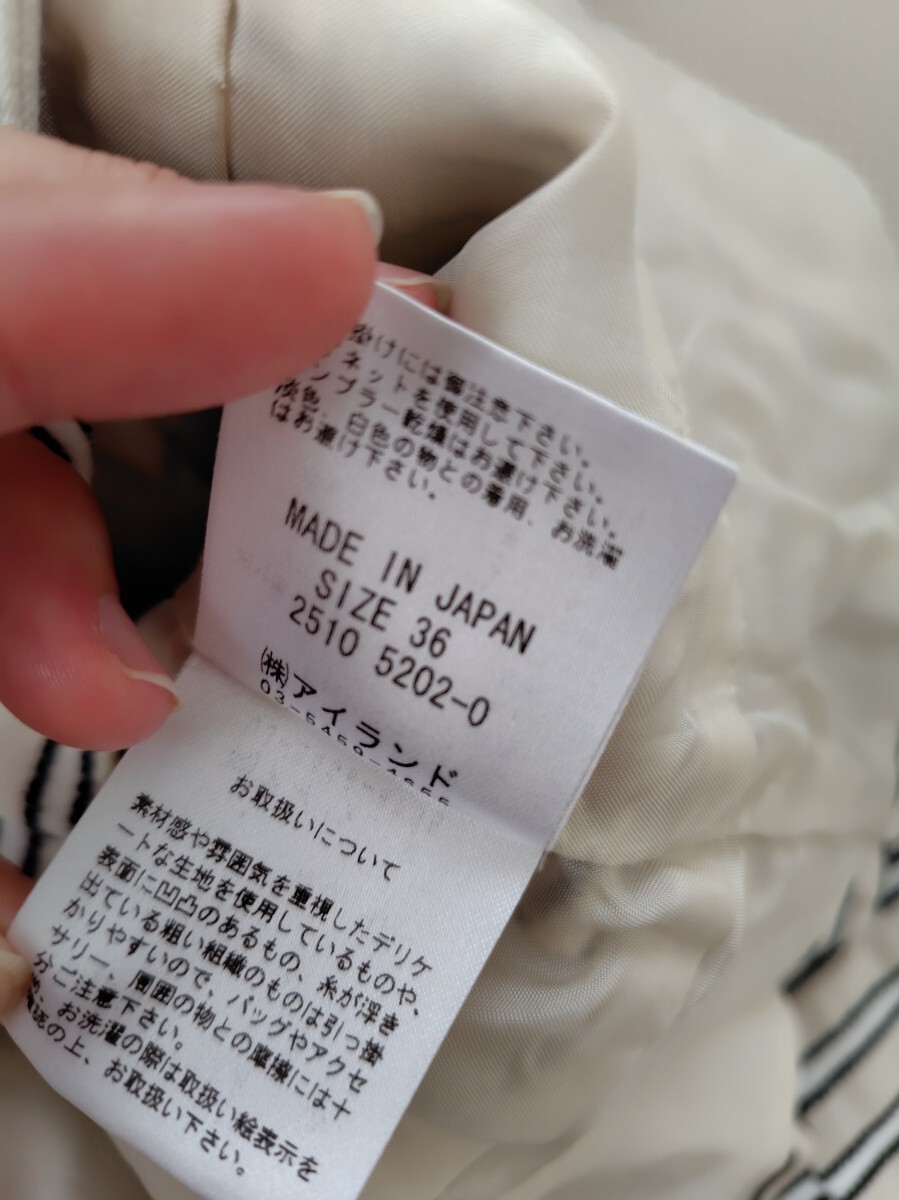 掛けには御注意下さい。
ネットを使用して下さい。
ンブラー乾燥はお避け下さい。
淡色、白色の物との着用、お洗濯
はお避け下さい。
MADE IN JAPAN
SIZE 36
2510 5202-0
㈱アイランド
お取扱いについて
素材感や雰囲気を重視したデリケ
ートな生地を使用しているものや、
表面に凹凸のあるもの、糸が浮き
出ている粗い組織のものは引っ掛
かりやすいので、バッグやアクセ
サリー、周囲の物との摩擦には十
分ご注意下さい。
お洗濯の際は取扱い絵表示を
の上、お取扱い下さい。